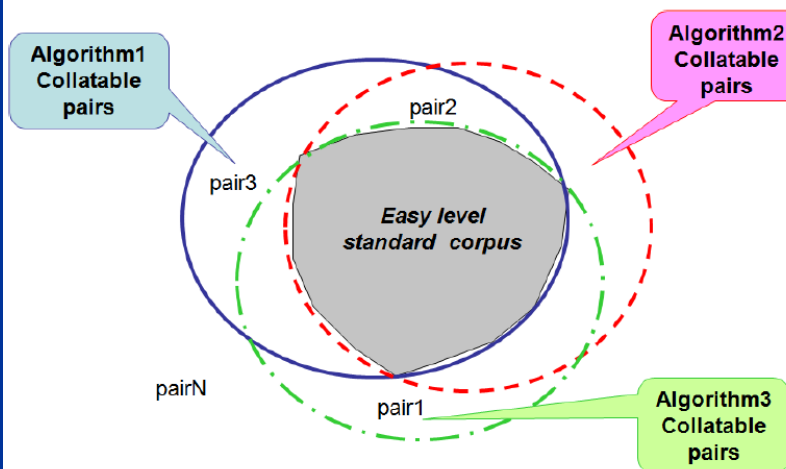 Algorithm1
Collatable
pairs
Algorithm2
Collatable
pairs
pair2
pair3
Easy level
standard corpus
pairN
pair1
Algorithm3
Collatable
pairs